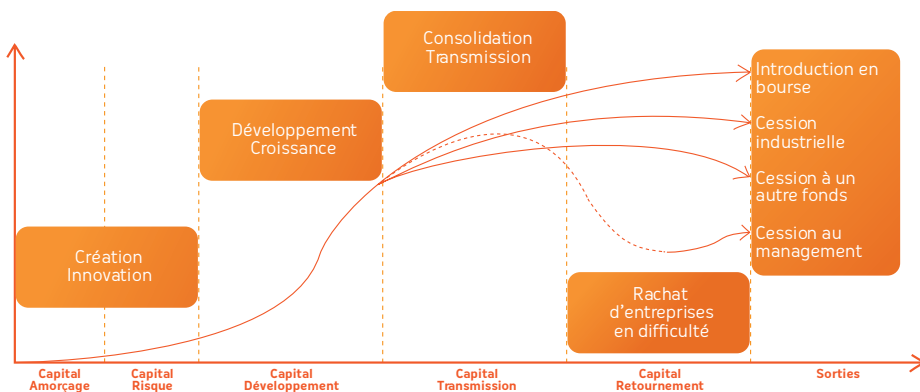 Consolidation
Transmission
Introduction en
bourse
Développement
Croissance
Cession
industrielle
Cession à un
autre fonds
Création
Innovation
Cession au
management
Rachat
d'entreprises
en difficulté
Capital
Amorçage
Capital
Risque
Capital
Développement
Capital
Transmission
Capital
Retournement
Sorties